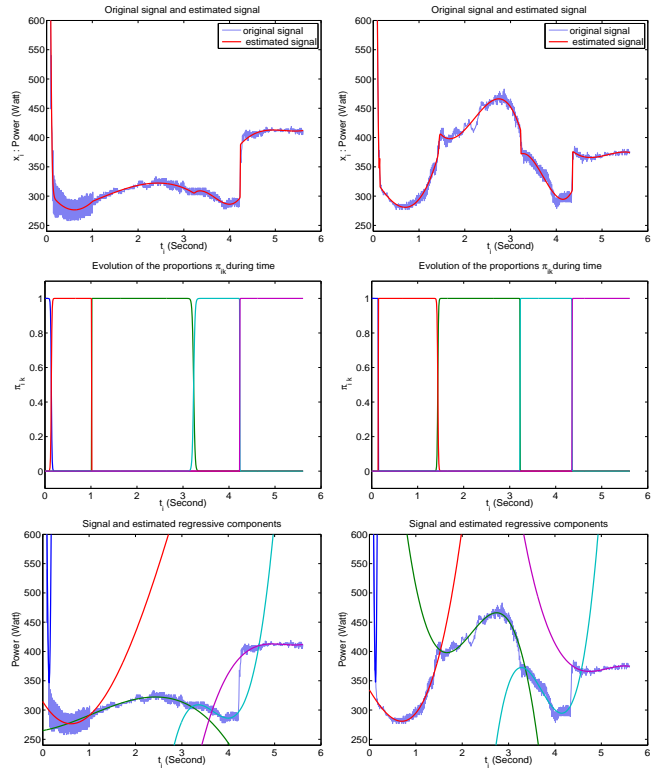 Original signal and estimated signal
original signal
estimated signal
600
550
500
450
400
350
300
250
x_i : Power (Watt)
0 1 2 3 4 5 6
t_i (Second)
Original signal and estimated signal
original signal
estimated signal
600
550
500
450
400
350
300
250
x_i : Power (Watt)
0 1 2 3 4 5 6
t_i (Second)
Evolution of the proportions π_ik during time
1
0.8
0.6
0.4
0.2
0
π_i k
0 1 2 3 4 5 6
t_i (Second)
Evolution of the proportions π_ik during time
1
0.8
0.6
0.4
0.2
0
π_i k
0 1 2 3 4 5 6
t_i (Second)
Signal and estimated regressive components
600
550
500
450
400
350
300
250
Power (Watt)
0 1 2 3 4 5 6
t_i (Second)
Signal and estimated regressive components
600
550
500
450
400
350
300
250
Power (Watt)
0 1 2 3 4 5 6
t_i (Second)